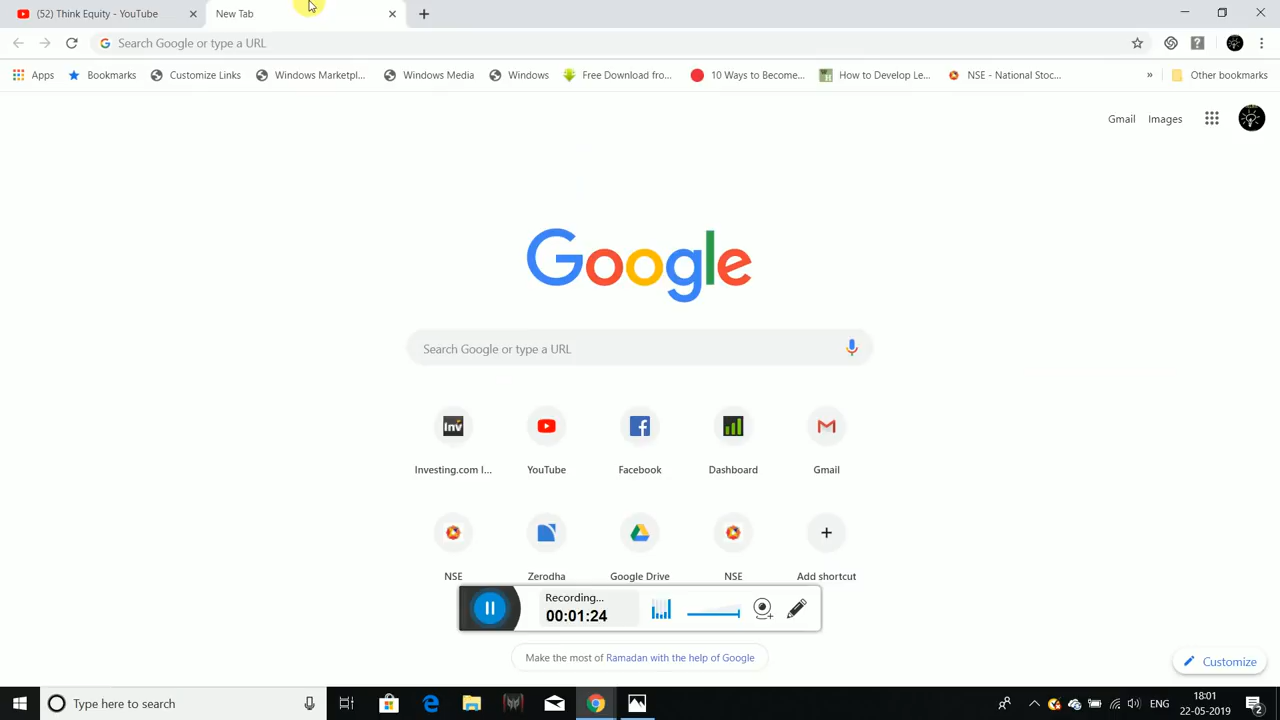 (52) Think Equity - YouTube
New Tab
Search Google or type a URL
Apps
Bookmarks
Customize Links
Windows Marketpl...
Windows Media
Windows
Free Download from...
10 Ways to Become...
How to Develop Le...
NSE - National Stoc...
»
Other bookmarks
Gmail
Images
Google
Search Google or type a URL
Inv
Investing.com I...
YouTube
Facebook
Dashboard
Gmail
NSE
Zerodha
Google Drive
NSE
Add shortcut
Recording...
00:01:24
Make the most of Ramadan with the help of Google
Customize
Type here to search
ENG
18:01
22-05-2019
2